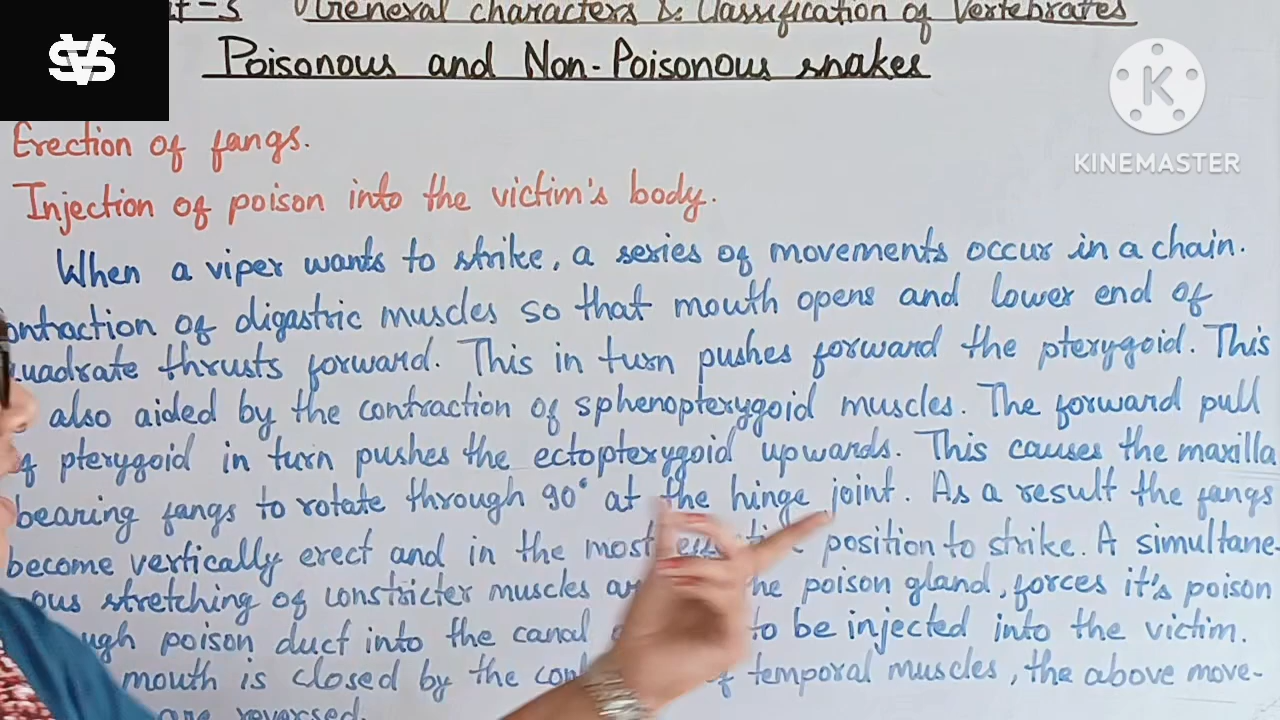 General characters & Classification of Vertebrates
SVS
Poisonous and Non-Poisonous snakes
K
KINEMASTER
Erection of fangs.
Injection of poison into the victim's body.
When a viper wants to strike, a series of movements occur in a chain.
ontraction of digastric muscles so that mouth opens and lower end of
uadrate thrusts forward. This in turn pushes forward the pterygoid. This
also aided by the contraction of sphenopterygoid muscles. The forward pull
of pterygoid in turn pushes the ectopterygoid upwards. This causes the maxilla
bearing fangs to rotate through 90° at the hinge joint. As a result the fangs
become vertically erect and in the most position to strike. A simultane-
ous stretching of constricter muscles the poison gland, forces it's poison
ugh poison duct into the canal to be injected into the victim.
mouth is closed by the of temporal muscles, the above move-
are reversed.